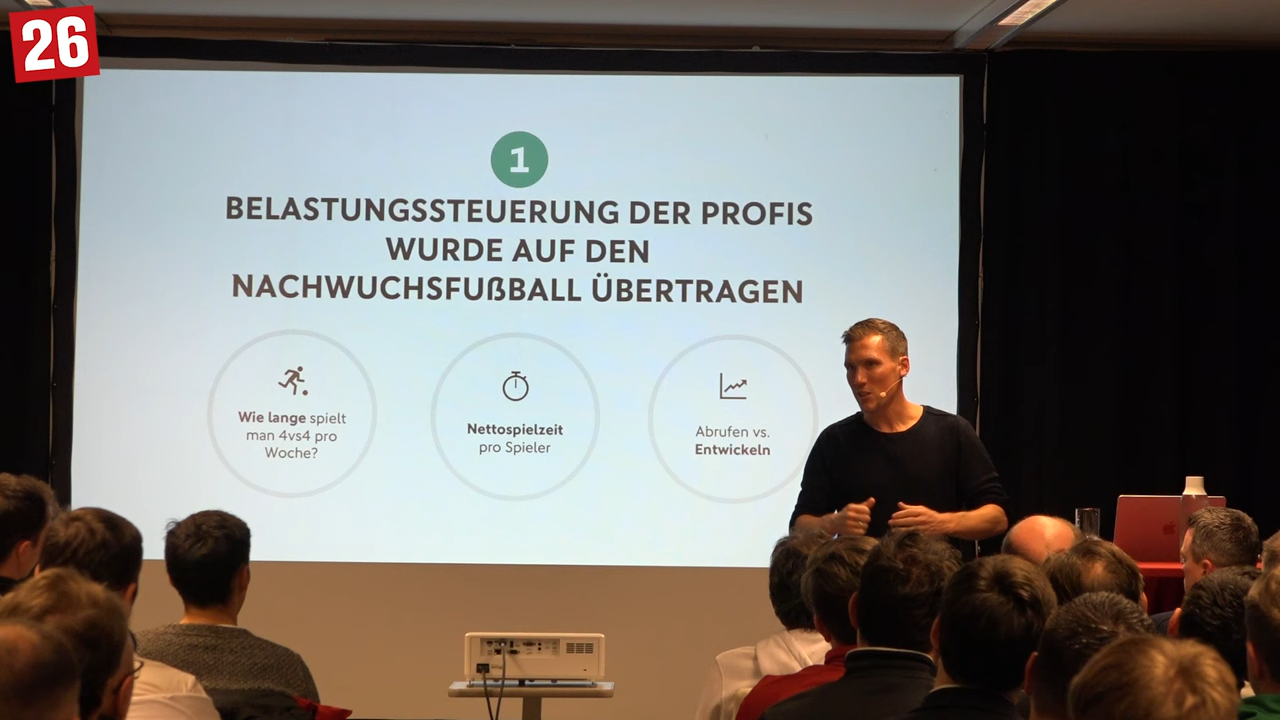 26
1
BELASTUNGSSTEUERUNG DER PROFIS
WURDE AUF DEN
NACHWUCHSFUßBALL ÜBERTRAGEN
Wie lange spielt
man 4vs4 pro
Woche?
Nettospielzeit
pro Spieler
Abrufen vs.
Entwickeln